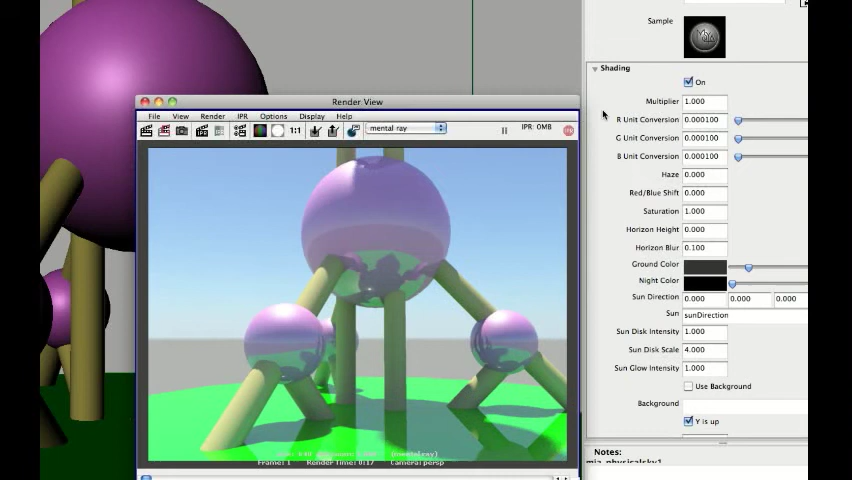 Sample
Shading
On
Multiplier 1.000
R Unit Conversion 0.000100
G Unit Conversion 0.000100
B Unit Conversion 0.000100
Haze 0.000
Red/Blue Shift 0.000
Saturation 1.000
Horizon Height 0.000
Horizon Blur 0.100
Ground Color
Night Color
Sun Direction 0.000 0.000 0.000
Sun sunDirection
Sun Disk Intensity 1.000
Sun Disk Scale 4.000
Sun Glow Intensity 1.000
Use Background
Background
Y is up
Notes:
mia_physicalsky1
Render View
File View Render IPR Options Display Help
1:1 mental ray IPR: 0MB
(mentalray)
Frame: 1 Render Time: 0:17 Camera: persp